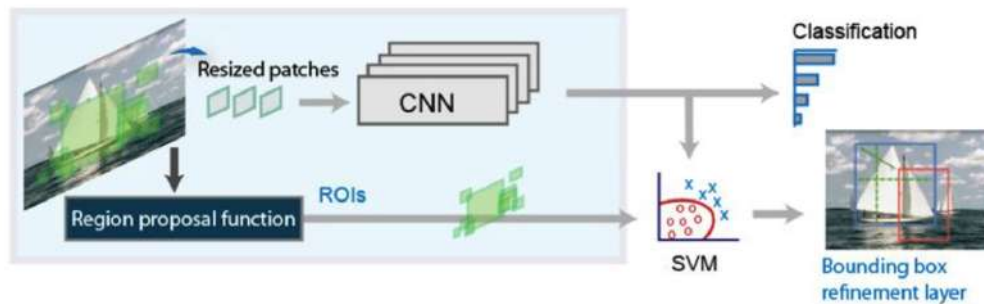 Classification
Resized patches
CNN
ROIs
Region proposal function
SVM
Bounding box
refinement layer